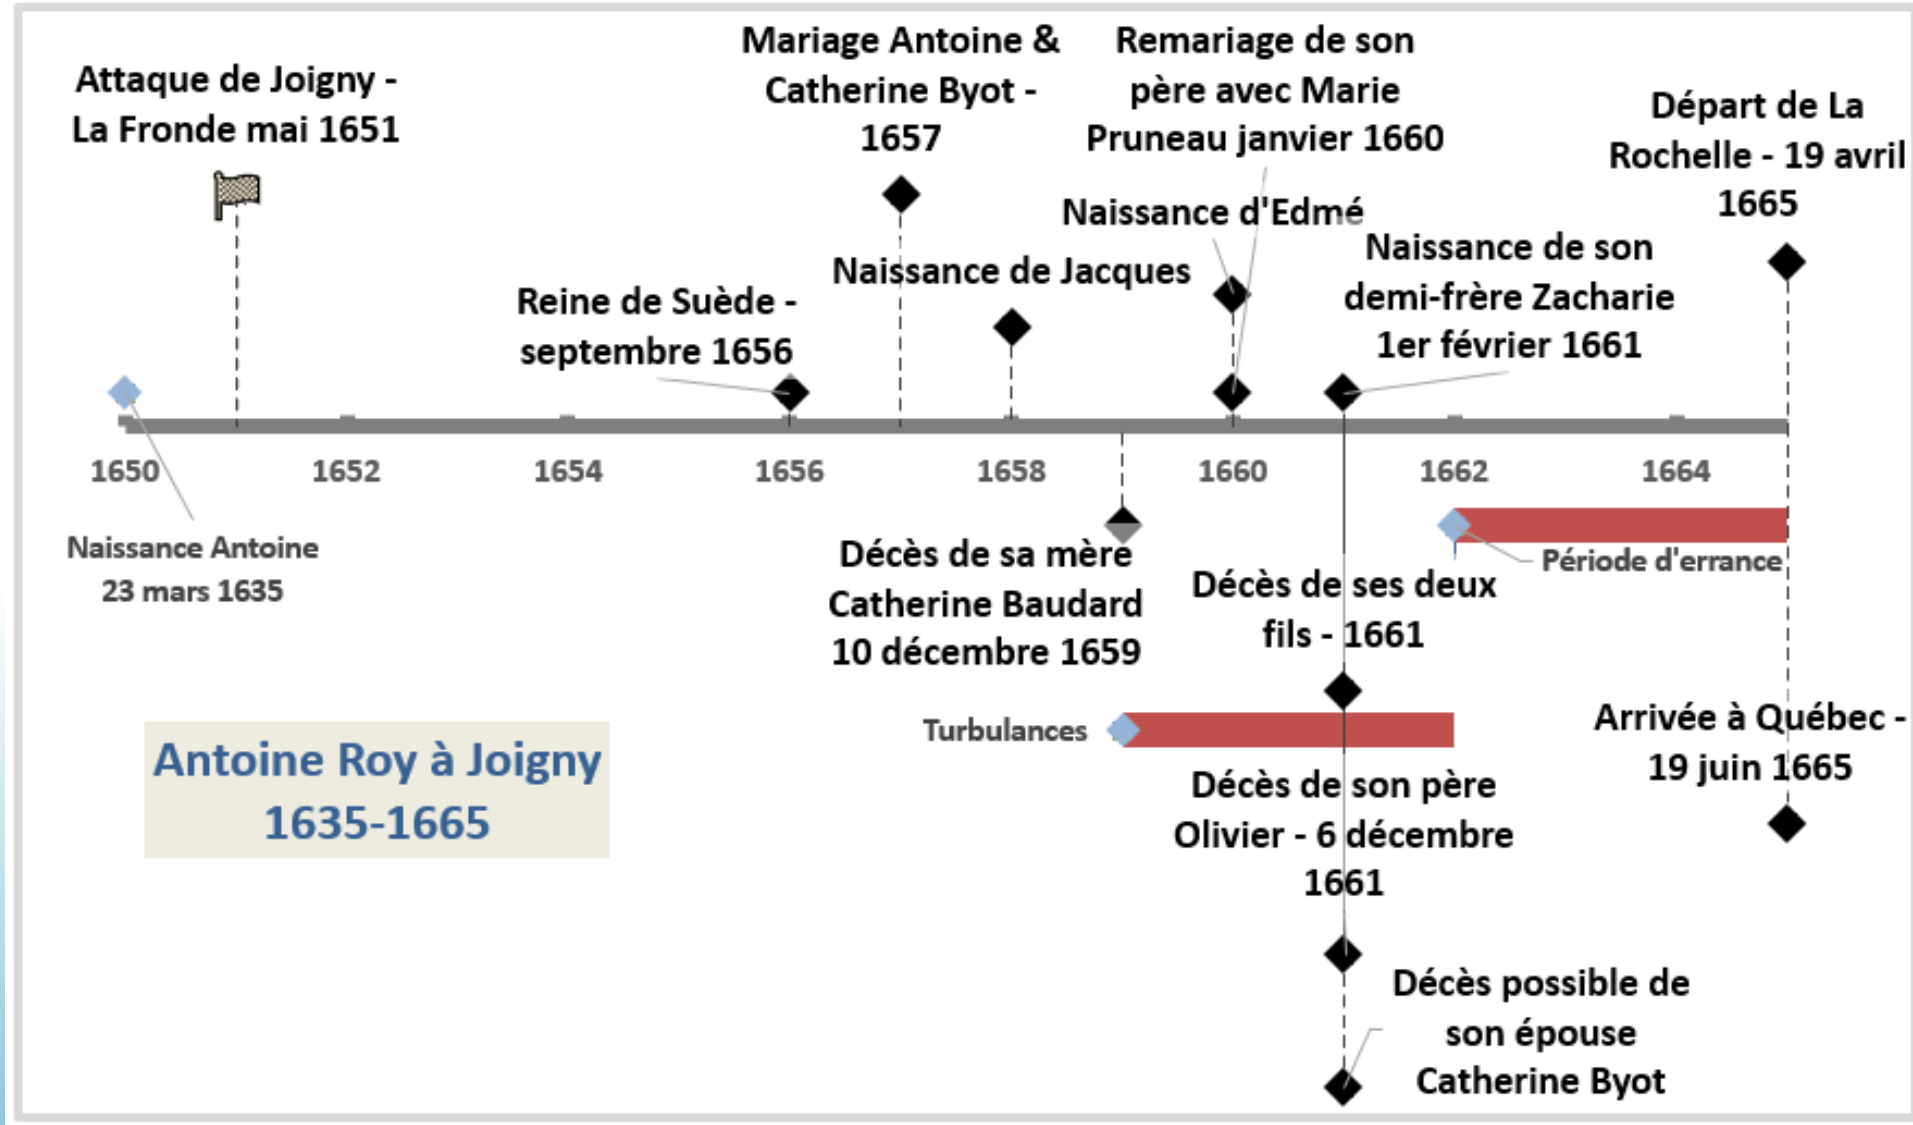 Attaque de Joigny -
La Fronde mai 1651
Mariage Antoine &
Catherine Byot -
1657
Remariage de son
père avec Marie
Pruneau janvier 1660
Départ de La
Rochelle - 19 avril
1665
Naissance d'Edmé
Naissance de Jacques
Naissance de son
demi-frère Zacharie
1er février 1661
Reine de Suède -
septembre 1656
1650 1652 1654 1656 1658 1660 1662 1664
Naissance Antoine
23 mars 1635
Décès de sa mère
Catherine Baudard
10 décembre 1659
Décès de ses deux
fils - 1661
Période d'errance
Turbulances
Arrivée à Québec -
19 juin 1665
Antoine Roy à Joigny
1635-1665
Décès de son père
Olivier - 6 décembre
1661
Décès possible de
son épouse
Catherine Byot